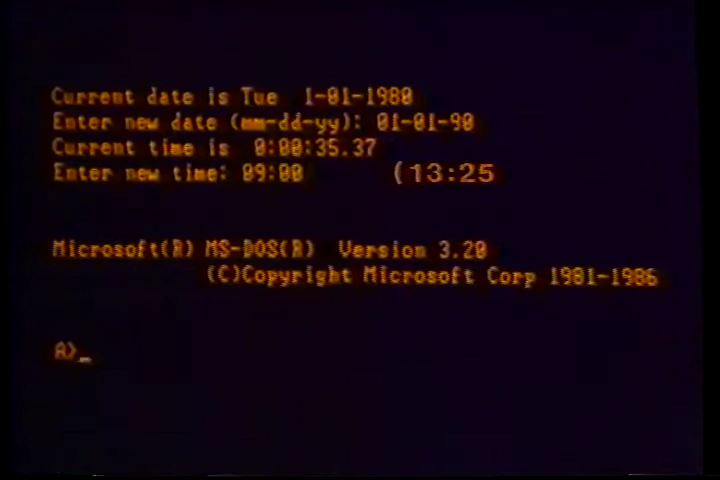 Current date is Tue  1-01-1980
Enter new date (mm-dd-yy): 01-01-90
Current time is  0:00:35.37
Enter new time: 09:00 (13:25
Microsoft(R) MS-DOS(R)  Version 3.20
(C)Copyright Microsoft Corp 1981-1986
A>_